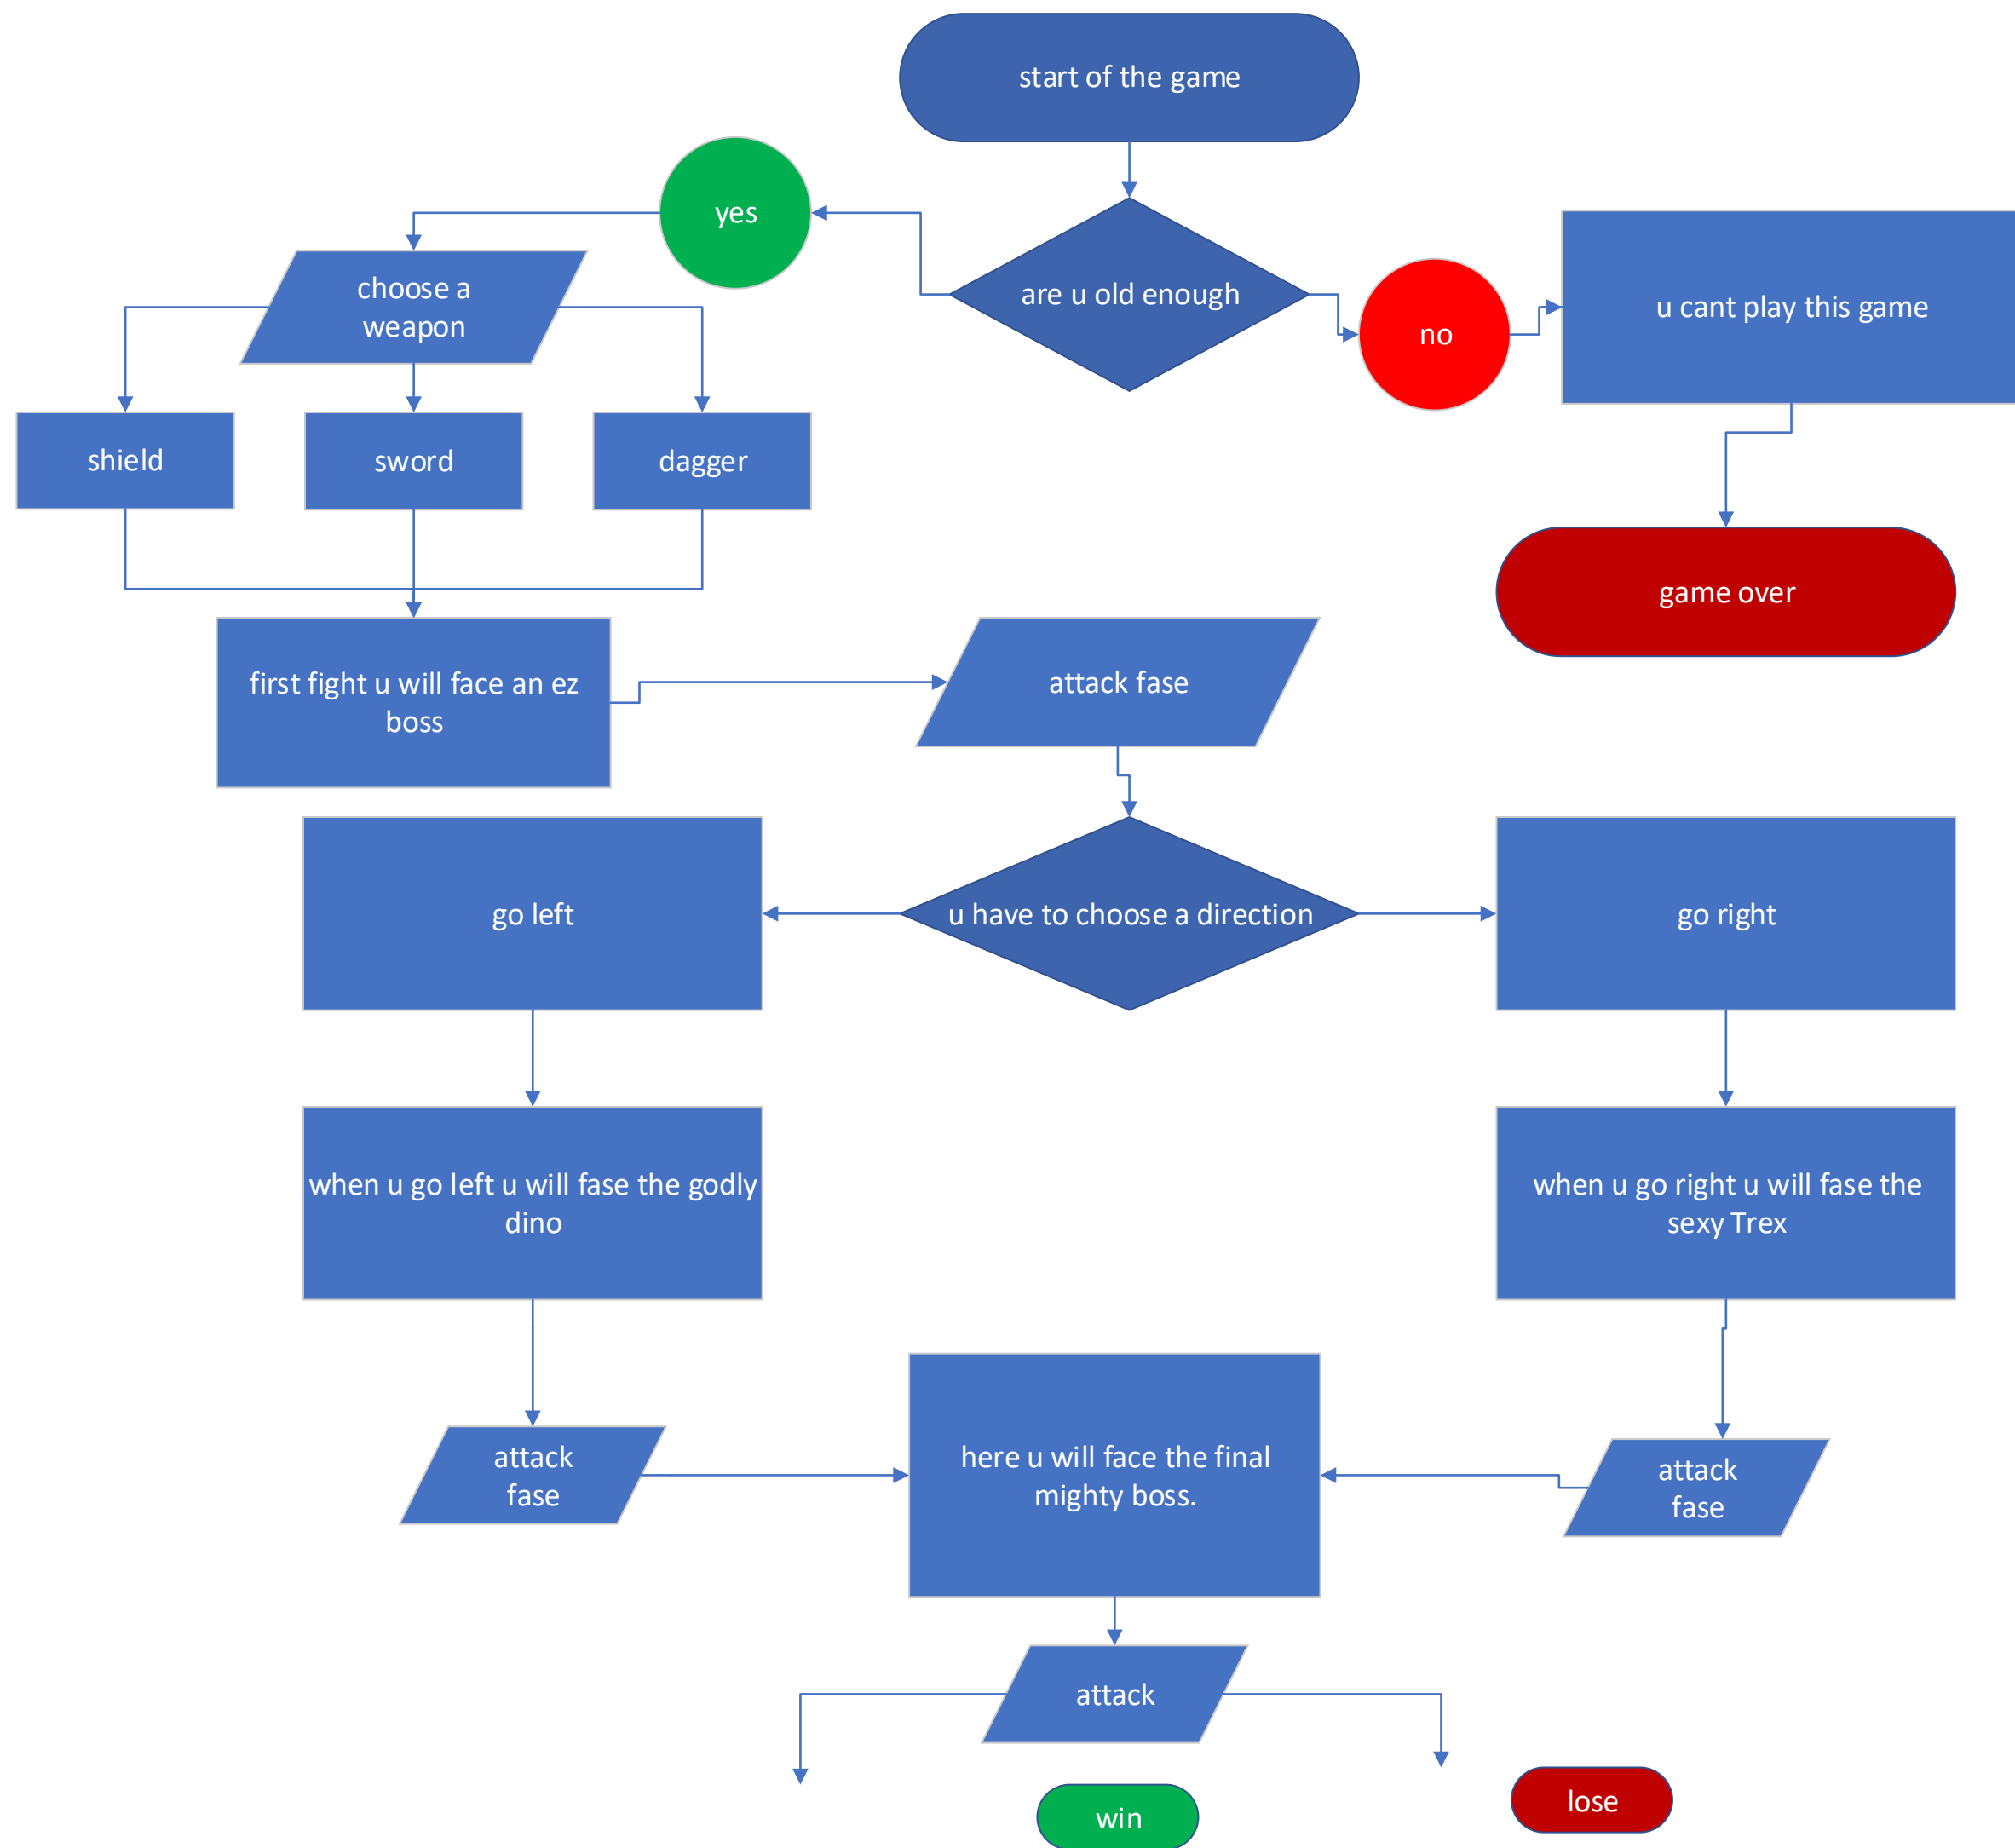 start of the game
yes
are u old enough
no
u cant play this game
choose a
weapon
shield
sword
dagger
game over
first fight u will face an ez
boss
attack fase
go left
u have to choose a direction
go right
when u go left u will fase the godly
dino
when u go right u will fase the
sexy Trex
attack
fase
here u will face the final
mighty boss.
attack
fase
attack
win
lose